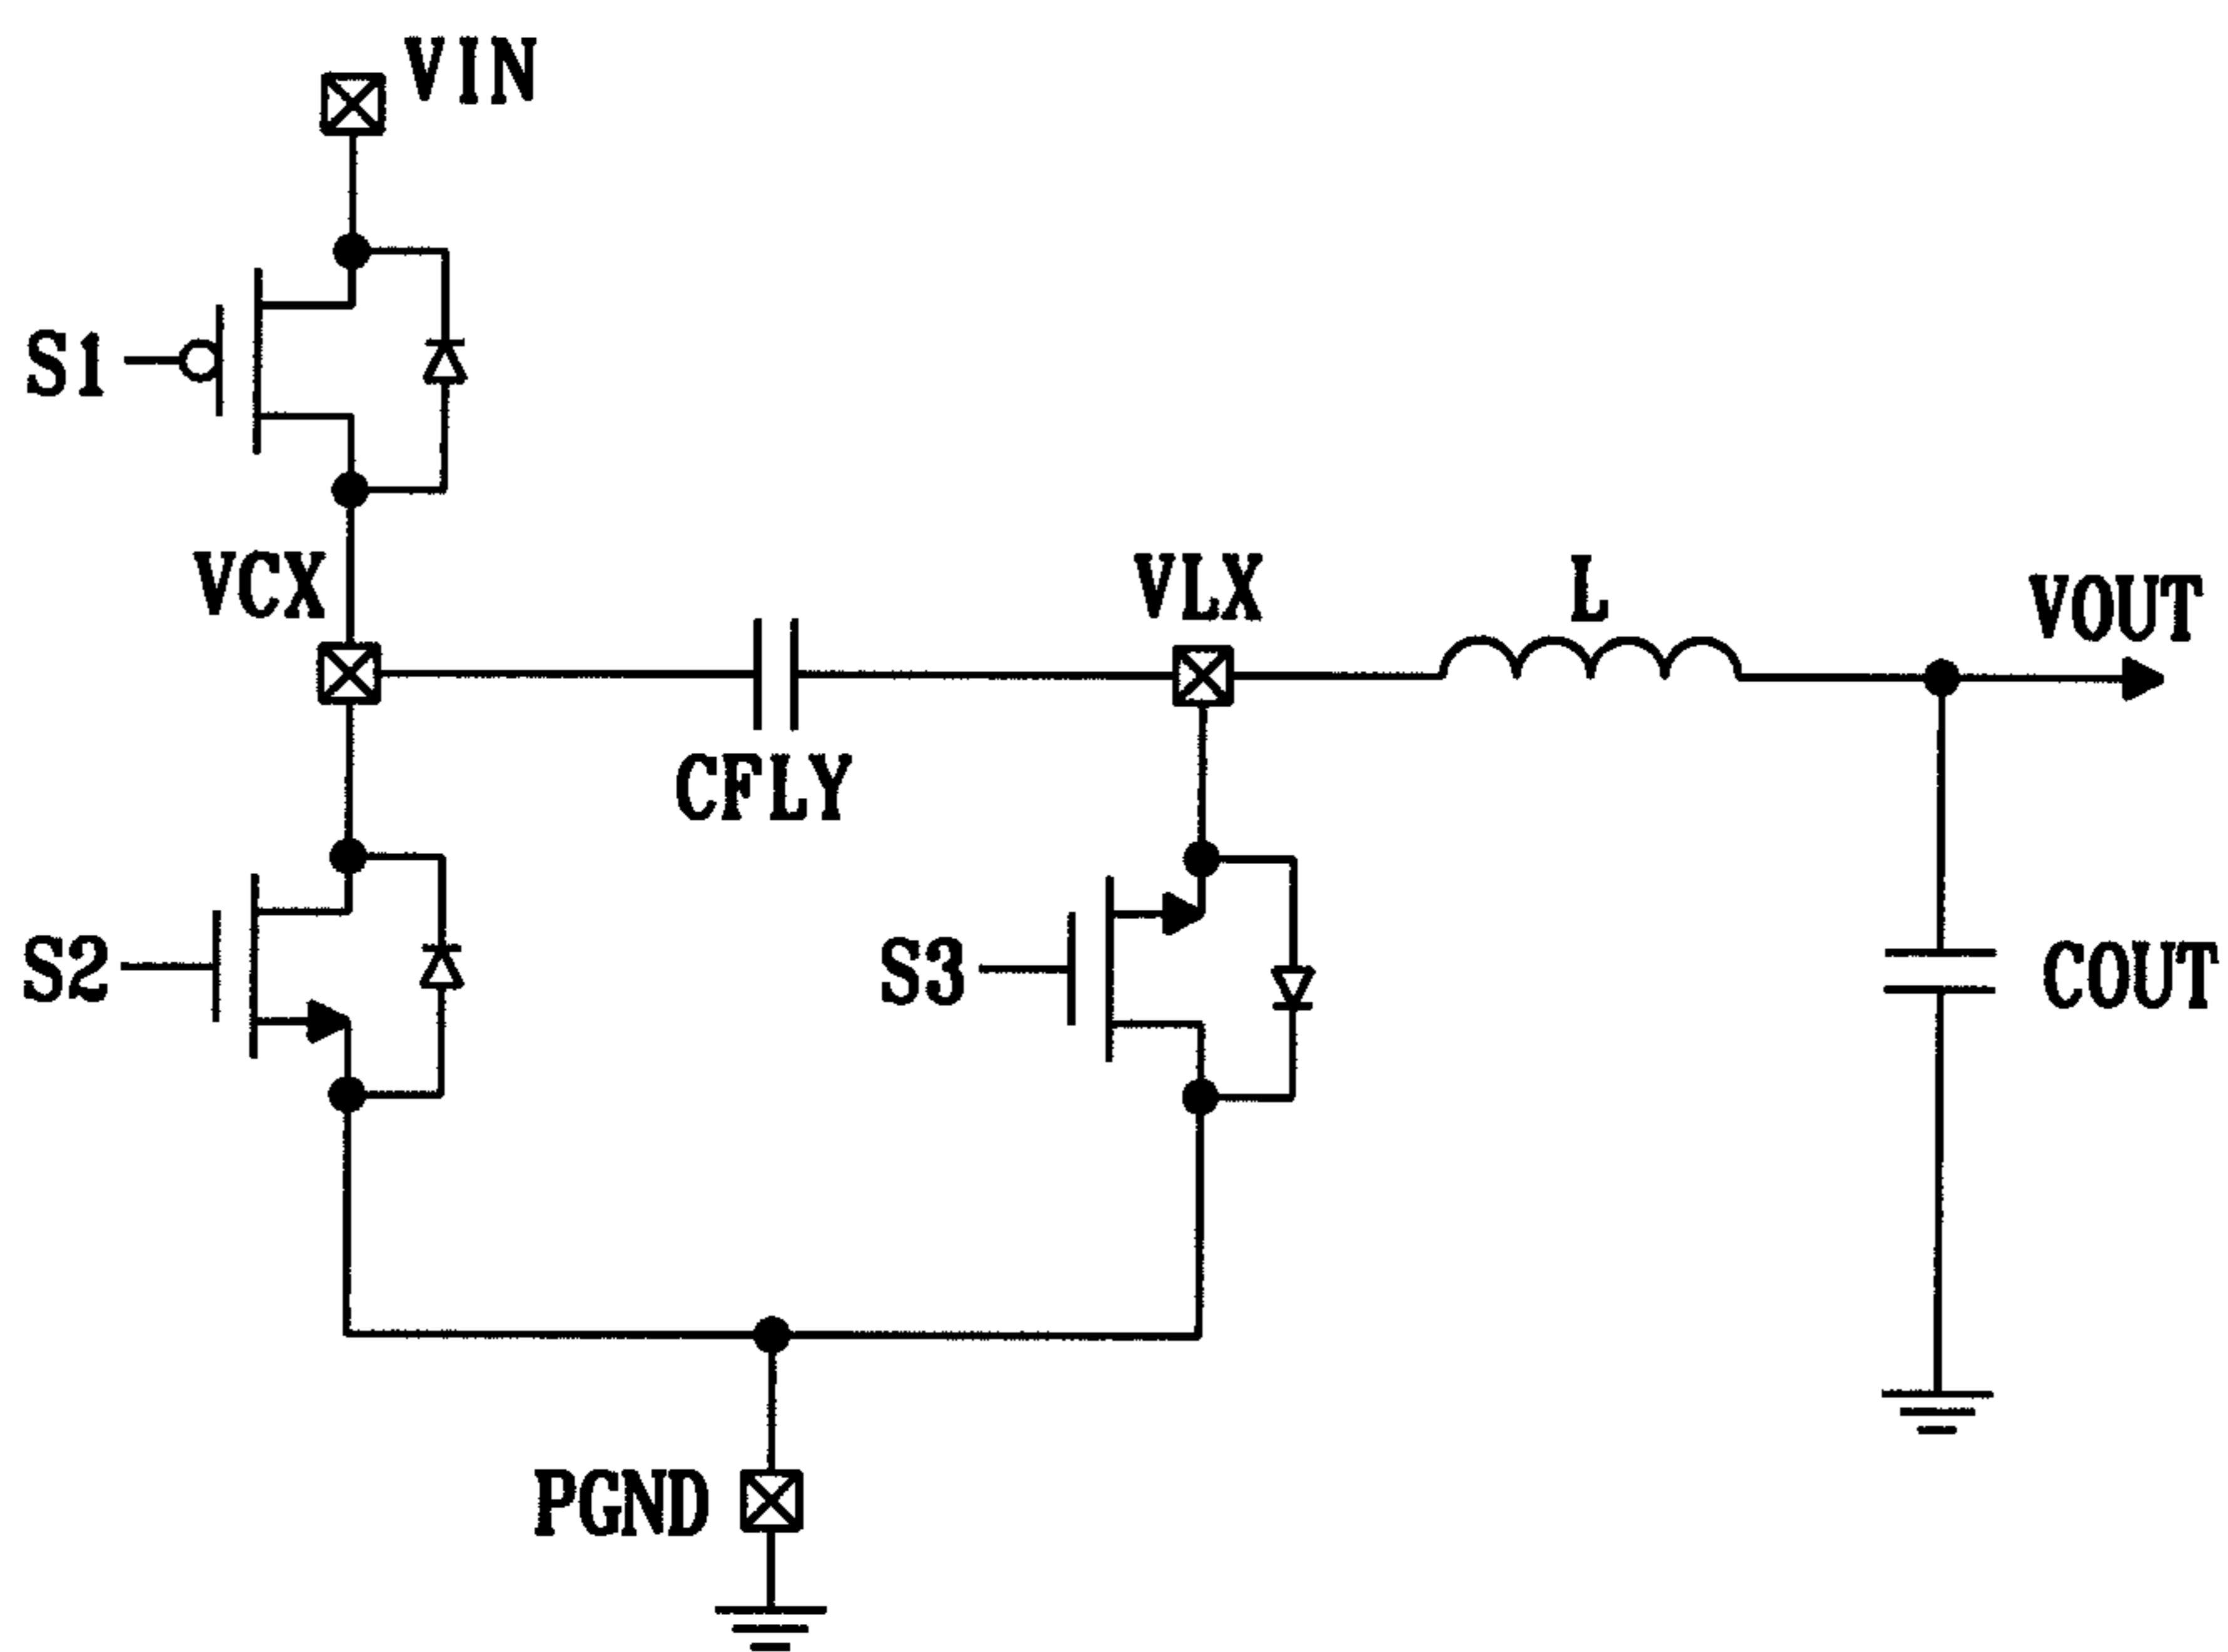 VIN
S1
VCX
VLX
L
VOUT
CFLY
S2
S3
COUT
PGND